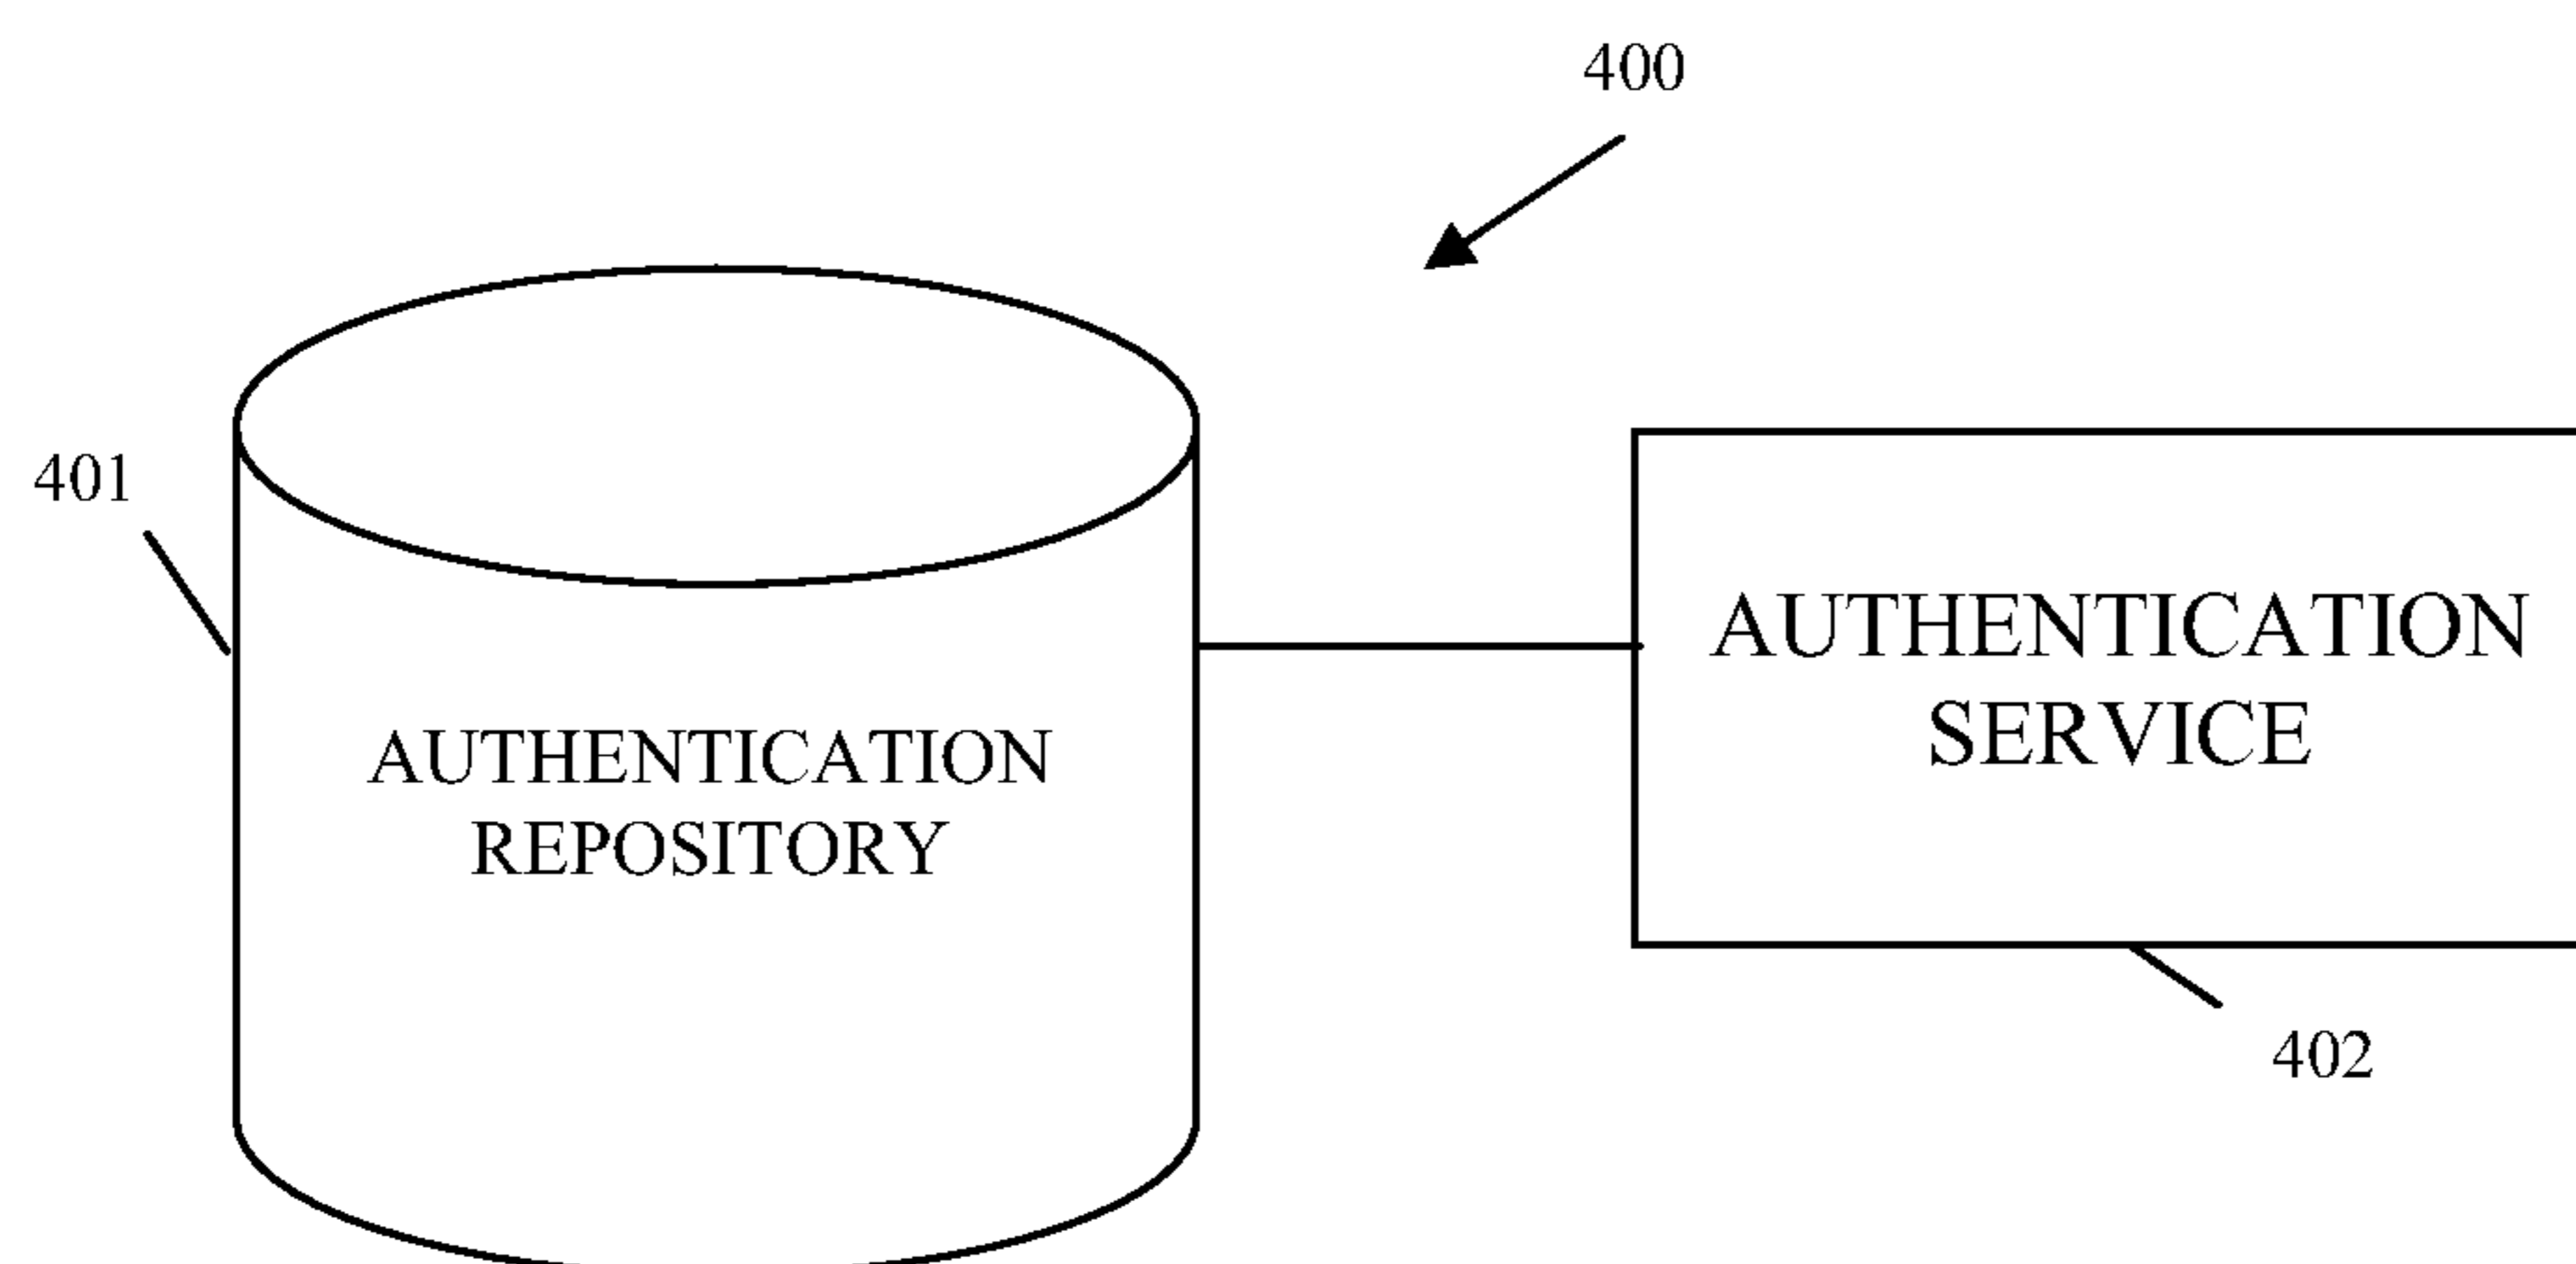 400
401
AUTHENTICATION
REPOSITORY
AUTHENTICATION
SERVICE
402